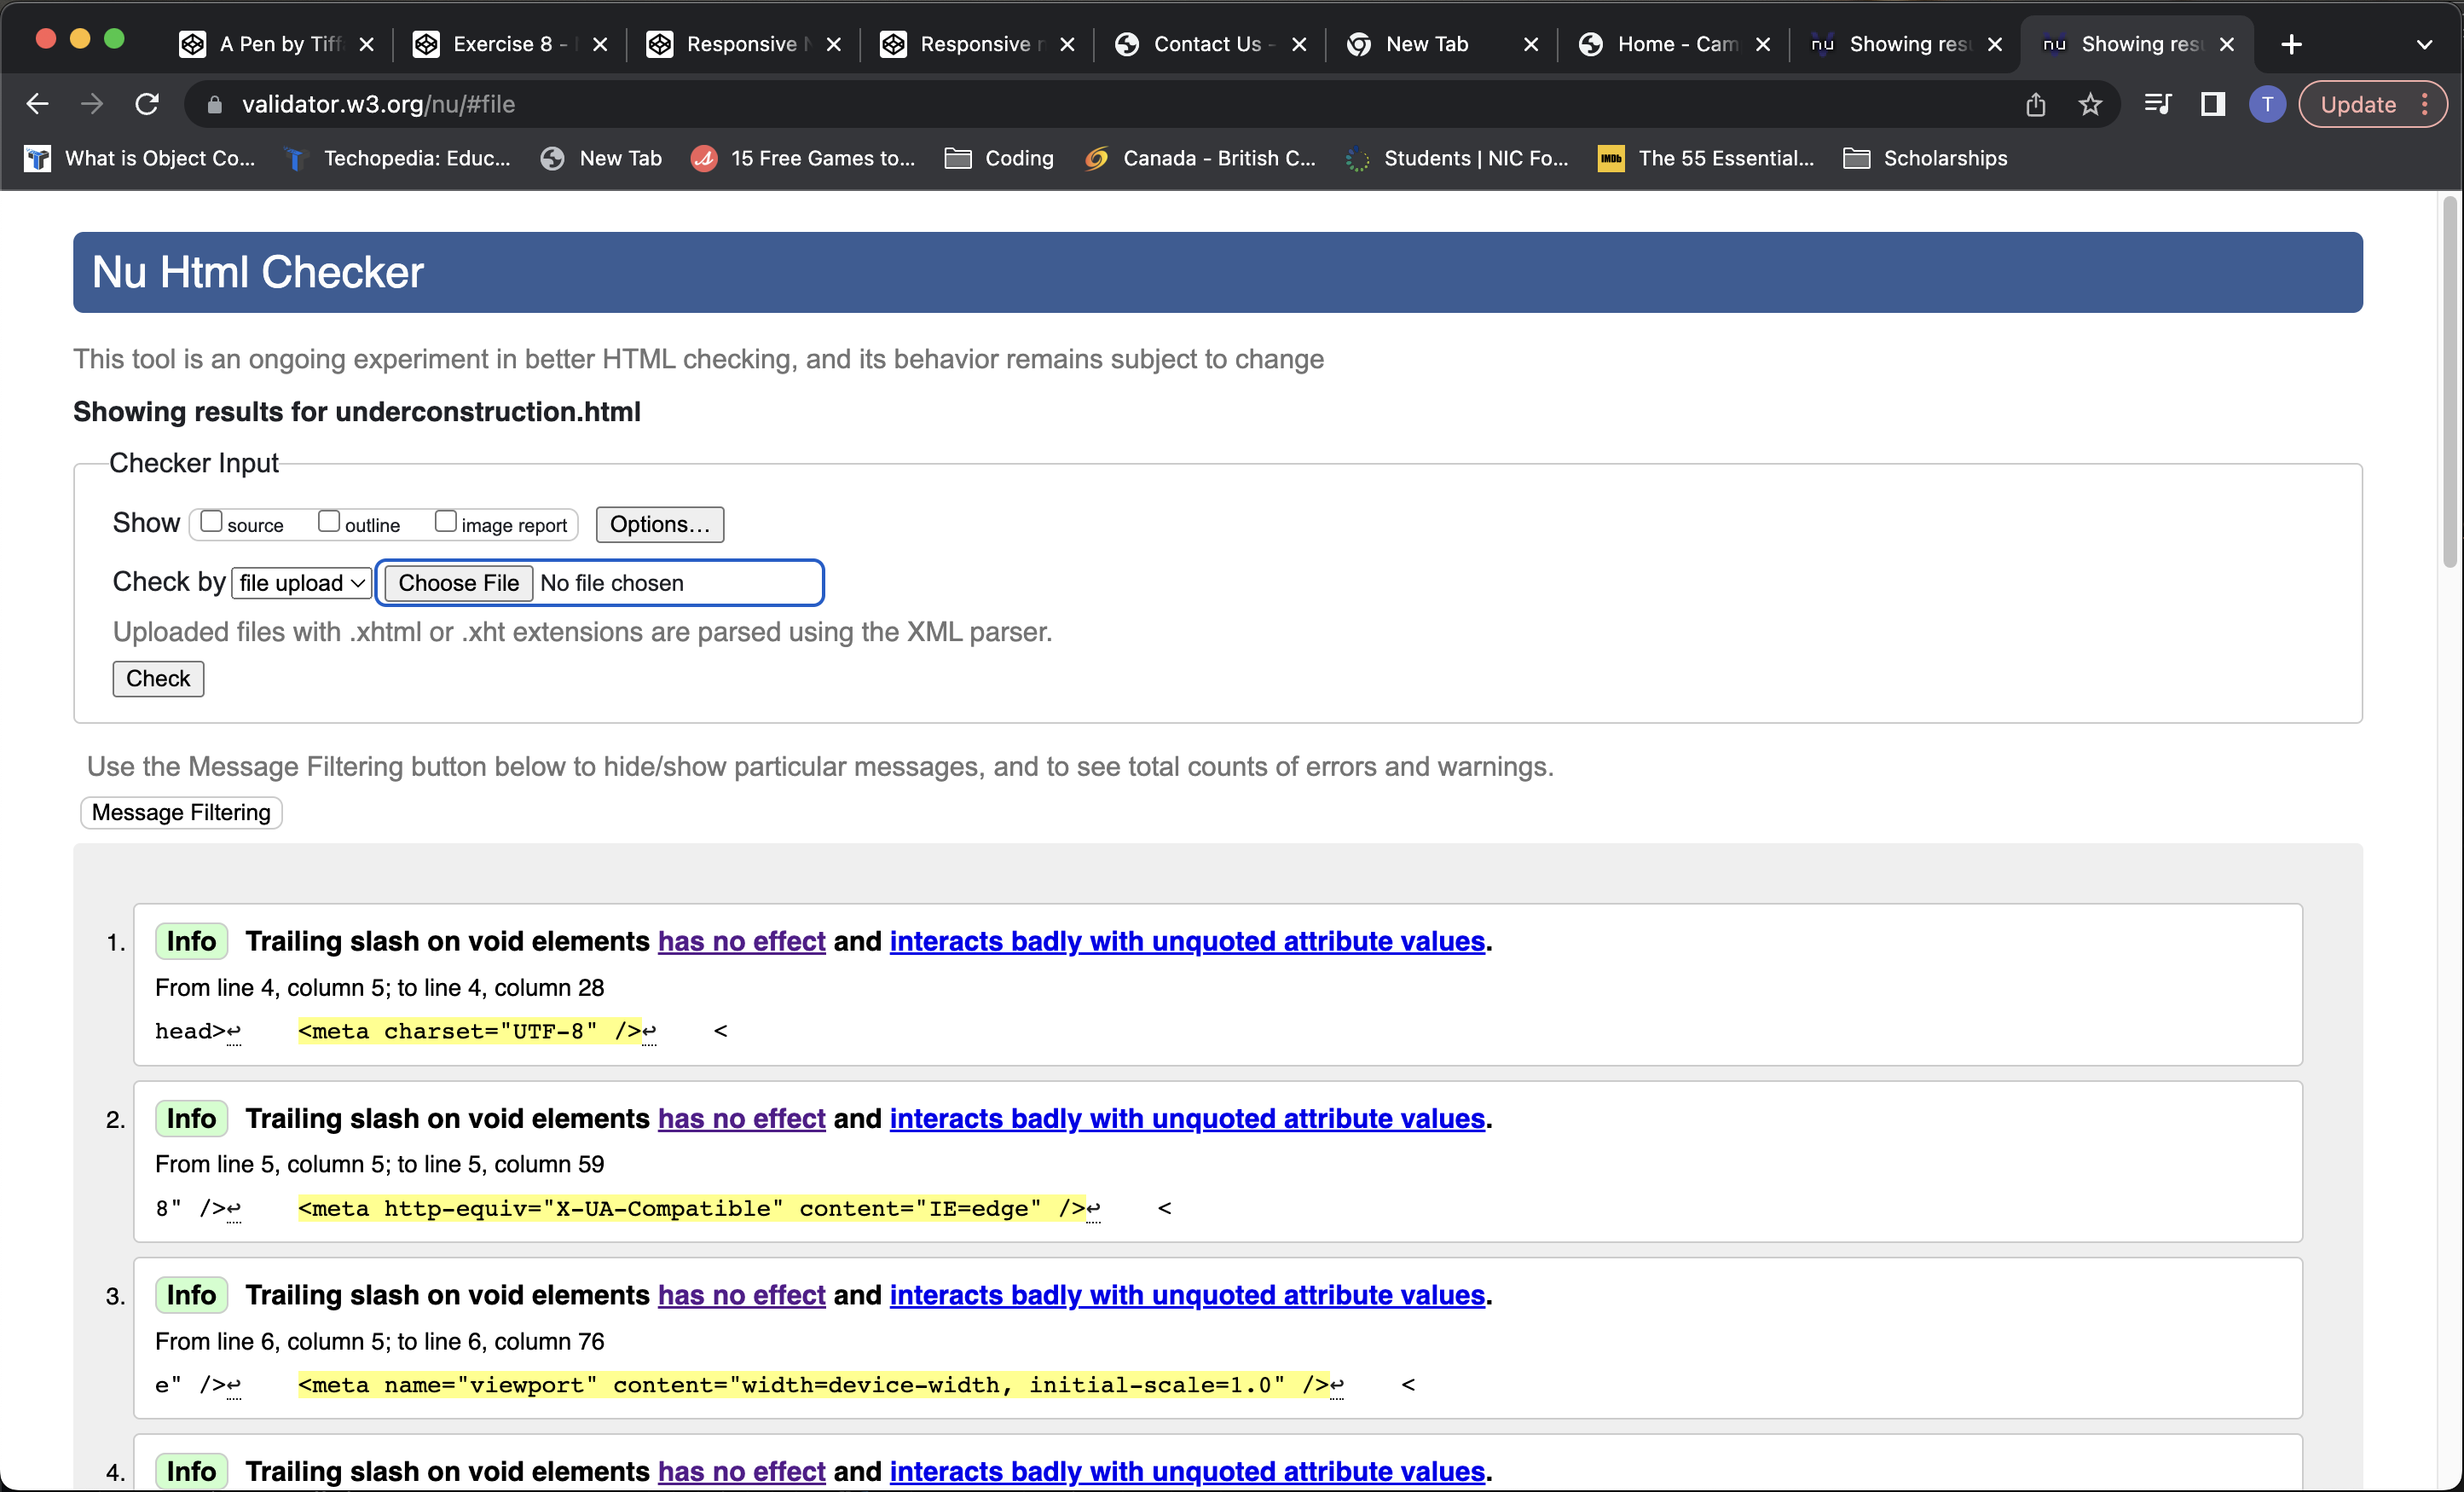 A Pen by Tiff
Exercise 8 -
Responsive
Responsive
Contact Us -
New Tab
Home - Cam
nu Showing resu
nu Showing resu
validator.w3.org/nu/#file
T
Update
What is Object Co...
Techopedia: Educ...
New Tab
15 Free Games to...
Coding
Canada - British C...
Students | NIC Fo...
IMDb The 55 Essential...
Scholarships
Nu Html Checker
This tool is an ongoing experiment in better HTML checking, and its behavior remains subject to change
Showing results for underconstruction.html
Checker Input
Show source outline image report Options...
Check by file upload Choose File No file chosen
Uploaded files with .xhtml or .xht extensions are parsed using the XML parser.
Check
Use the Message Filtering button below to hide/show particular messages, and to see total counts of errors and warnings.
Message Filtering
1. Info Trailing slash on void elements has no effect and interacts badly with unquoted attribute values.
From line 4, column 5; to line 4, column 28
head>↩ <meta charset="UTF-8" />↩ <
2. Info Trailing slash on void elements has no effect and interacts badly with unquoted attribute values.
From line 5, column 5; to line 5, column 59
8" />↩ <meta http-equiv="X-UA-Compatible" content="IE=edge" />↩ <
3. Info Trailing slash on void elements has no effect and interacts badly with unquoted attribute values.
From line 6, column 5; to line 6, column 76
e" />↩ <meta name="viewport" content="width=device-width, initial-scale=1.0" />↩ <
4. Info Trailing slash on void elements has no effect and interacts badly with unquoted attribute values.